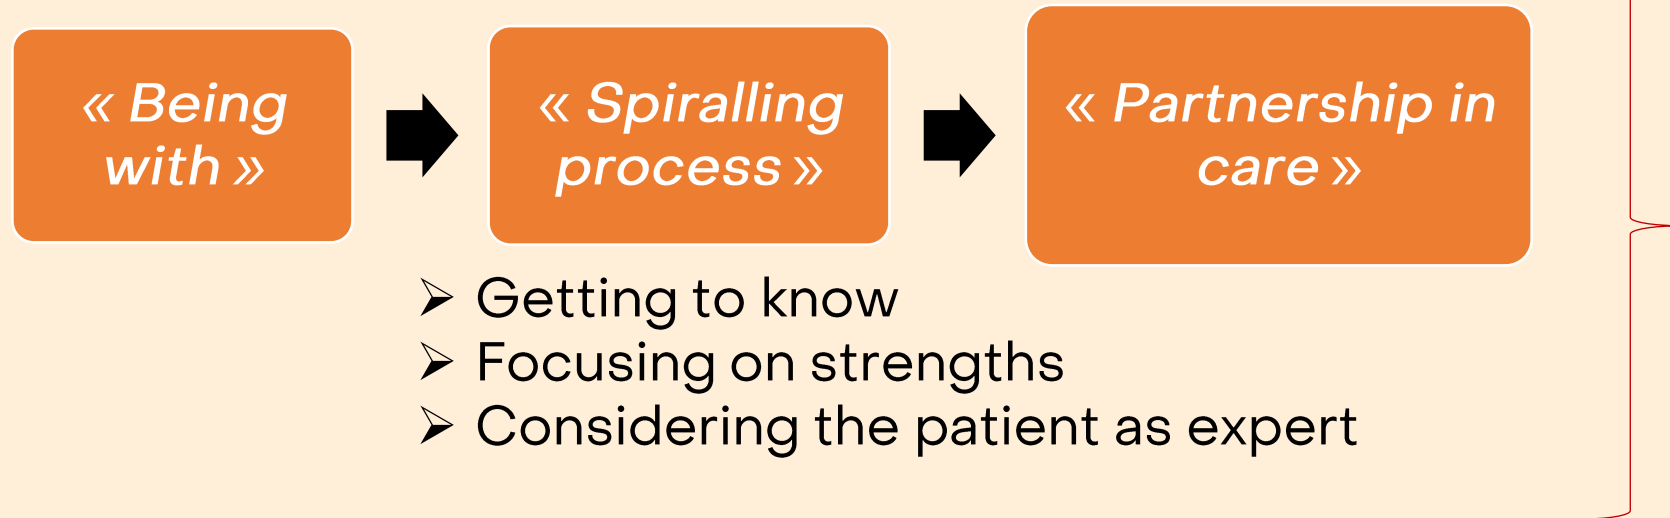 « Being
with »
« Spiralling
process »
« Partnership in
care »
Getting to know
Focusing on strengths
Considering the patient as expert